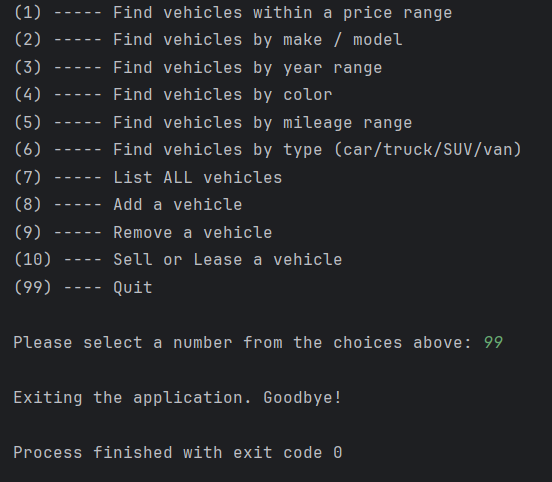 (1) ----- Find vehicles within a price range
(2) ----- Find vehicles by make / model
(3) ----- Find vehicles by year range
(4) ----- Find vehicles by color
(5) ----- Find vehicles by mileage range
(6) ----- Find vehicles by type (car/truck/SUV/van)
(7) ----- List ALL vehicles
(8) ----- Add a vehicle
(9) ----- Remove a vehicle
(10) ---- Sell or Lease a vehicle
(99) ---- Quit
Please select a number from the choices above: 99
Exiting the application. Goodbye!
Process finished with exit code 0